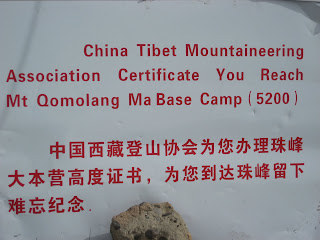 China Tibet Mountaineering
Association Certificate You Reach
Mt Qomolang Ma Base Camp (5200)
中国西藏登山协会为您办理珠峰
大本营高度证书，为您到达珠峰留下
难忘纪念.